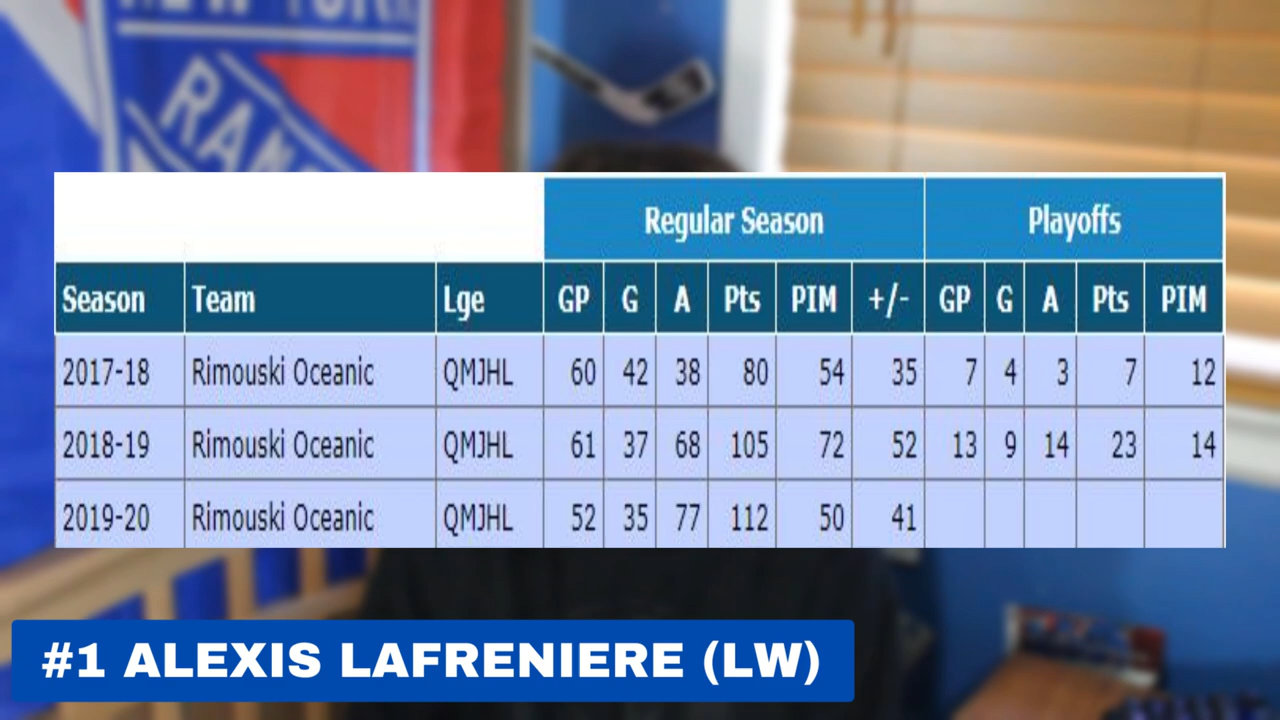 NEW YORK
RANG
Regular Season Playoffs
Season Team Lge GP G A Pts PIM +/- GP G A Pts PIM
2017-18 Rimouski Oceanic QMJHL 60 42 38 80 54 35 7 4 3 7 12
2018-19 Rimouski Oceanic QMJHL 61 37 68 105 72 52 13 9 14 23 14
2019-20 Rimouski Oceanic QMJHL 52 35 77 112 50 41
#1 ALEXIS LAFRENIERE (LW)